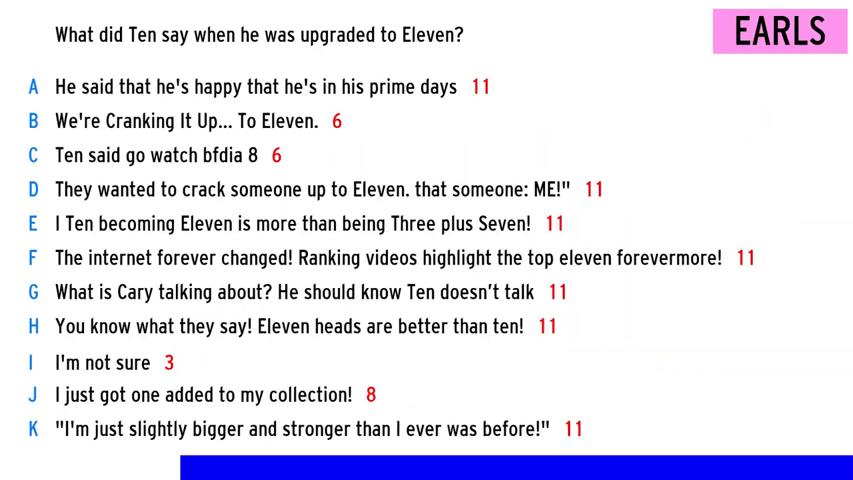 What did Ten say when he was upgraded to Eleven?
EARLS
A He said that he's happy that he's in his prime days 11
B We're Cranking It Up... To Eleven. 6
C Ten said go watch bfdia 8 6
D They wanted to crack someone up to Eleven. that someone: ME!" 11
E I Ten becoming Eleven is more than being Three plus Seven! 11
F The internet forever changed! Ranking videos highlight the top eleven forevermore! 11
G What is Cary talking about? He should know Ten doesn't talk 11
H You know what they say! Eleven heads are better than ten! 11
I I'm not sure 3
J I just got one added to my collection! 8
K "I'm just slightly bigger and stronger than I ever was before!" 11